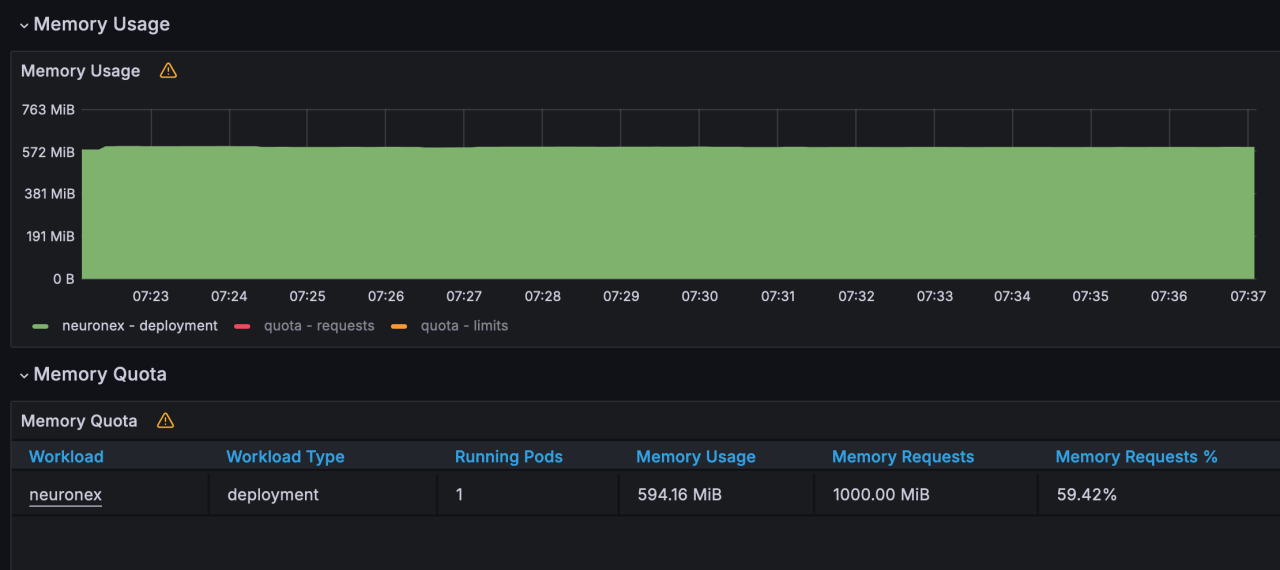 Memory Usage
Memory Usage
763 MiB
572 MiB
381 MiB
191 MiB
0 B
07:23 07:24 07:25 07:26 07:27 07:28 07:29 07:30 07:31 07:32 07:33 07:34 07:35 07:36 07:37
neuronex - deployment quota - requests quota - limits
Memory Quota
Memory Quota
Workload Workload Type Running Pods Memory Usage Memory Requests Memory Requests %
neuronex deployment 1 594.16 MiB 1000.00 MiB 59.42%